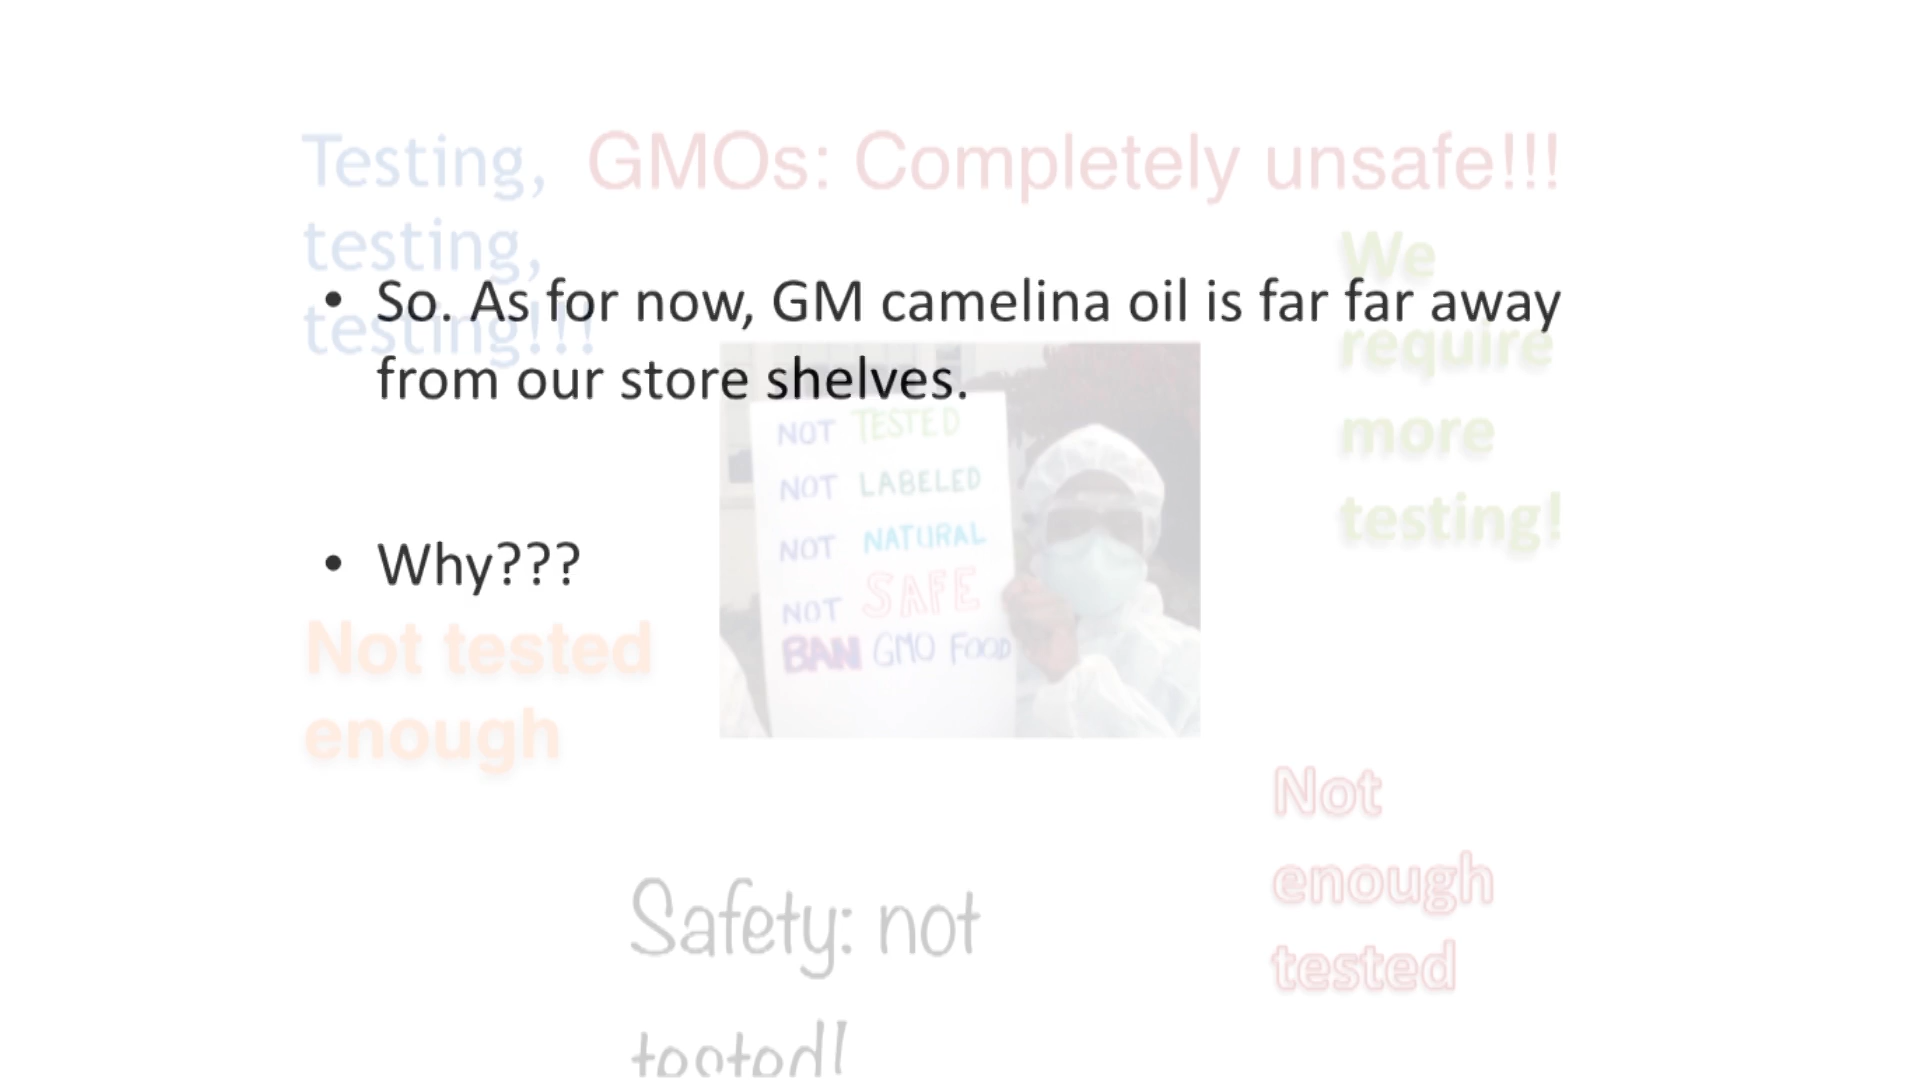 Testing,
testing,
testing!!!
GMOs: Completely unsafe!!!
We
require
more
testing!
• So. As for now, GM camelina oil is far far away
from our store shelves.
• Why???
NOT TESTED
NOT LABELED
NOT NATURAL
NOT SAFE
BAN GMO FOOD
Not tested
enough
Not
enough
tested
Safety: not
tested!